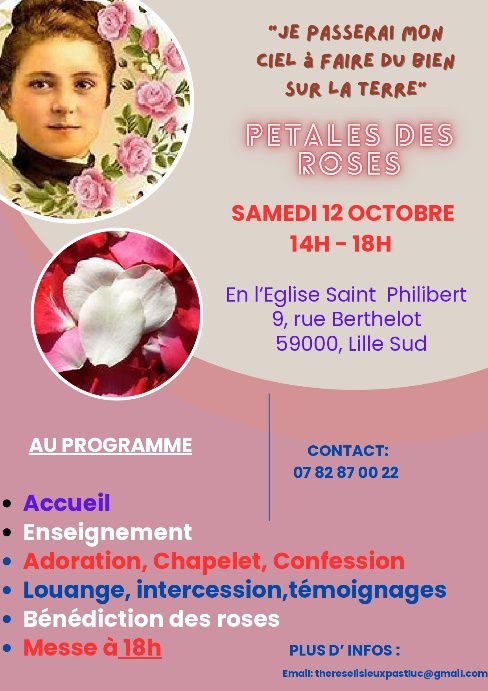 "JE PASSERAI MON
CIEL à FAIRE DU BIEN
SUR LA TERRE"
PETALES DES
ROSES
SAMEDI 12 OCTOBRE
14H - 18H
En l'Eglise Saint Philibert
9, rue Berthelot
59000, Lille Sud
AU PROGRAMME
CONTACT:
07 82 87 00 22
• Accueil
• Enseignement
• Adoration, Chapelet, Confession
• Louange, intercession,témoignages
• Bénédiction des roses
• Messe à 18h
PLUS D' INFOS :
Email: thereselisieuxpastluc@gmail.com